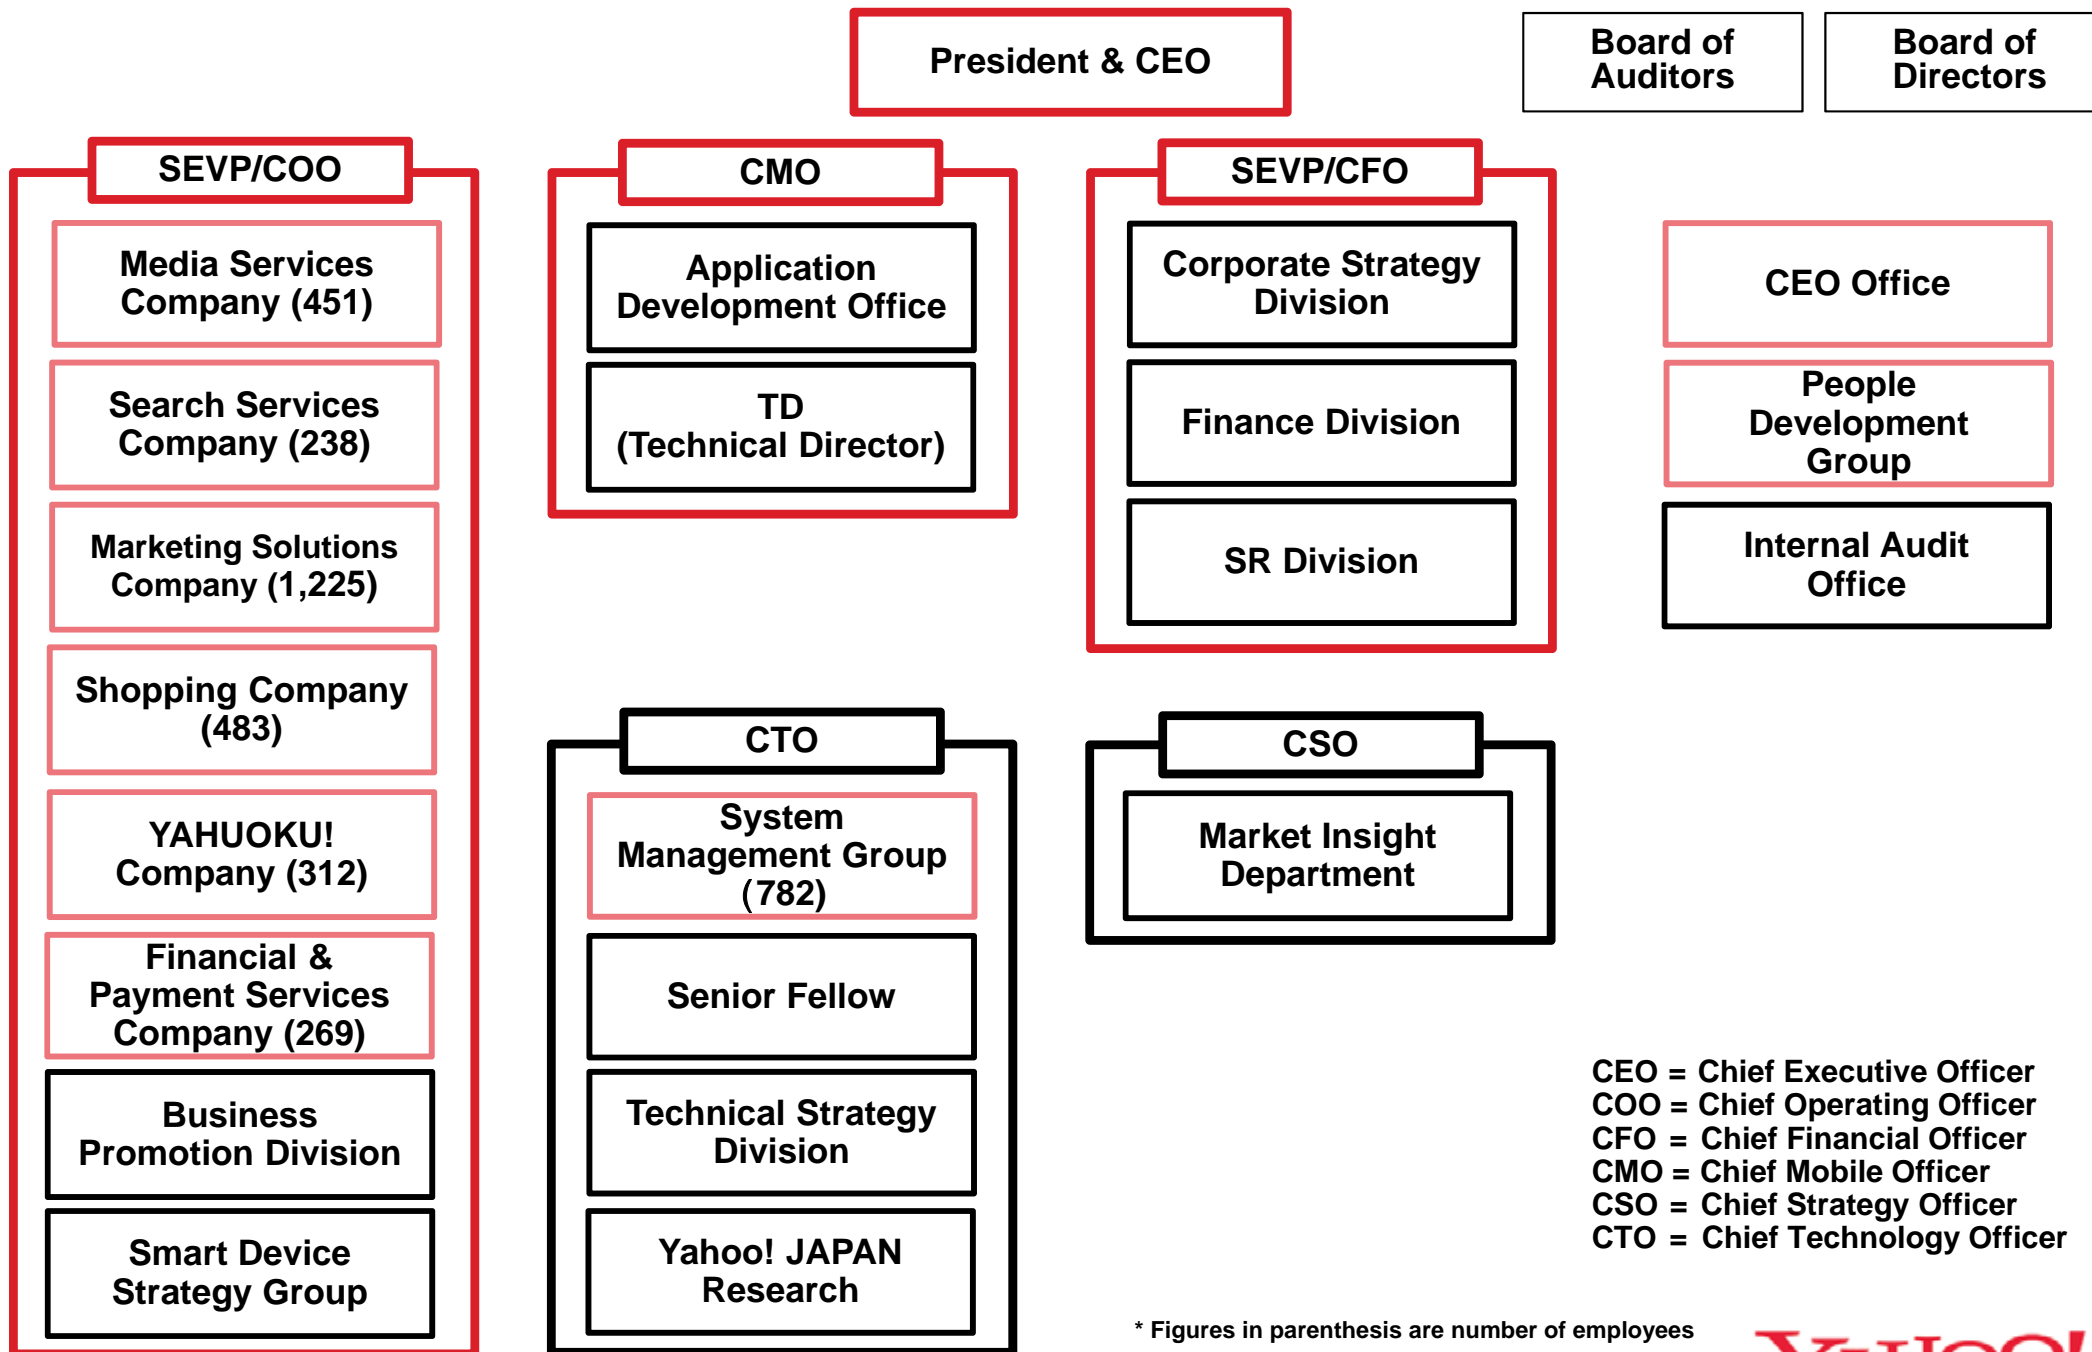 President & CEO
Board of
Auditors
Board of
Directors
SEVP/COO
Media Services
Company (451)
Search Services
Company (238)
Marketing Solutions
Company (1,225)
Shopping Company
(483)
YAHUOKU!
Company (312)
Financial &
Payment Services
Company (269)
Business
Promotion Division
Smart Device
Strategy Group
CMO
Application
Development Office
TD
(Technical Director)
SEVP/CFO
Corporate Strategy
Division
Finance Division
SR Division
CEO Office
People
Development
Group
Internal Audit
Office
CTO
System
Management Group
(782)
Senior Fellow
Technical Strategy
Division
Yahoo! JAPAN
Research
CSO
Market Insight
Department
CEO = Chief Executive Officer
COO = Chief Operating Officer
CFO = Chief Financial Officer
CMO = Chief Mobile Officer
CSO = Chief Strategy Officer
CTO = Chief Technology Officer
* Figures in parenthesis are number of employees
YAHOO!